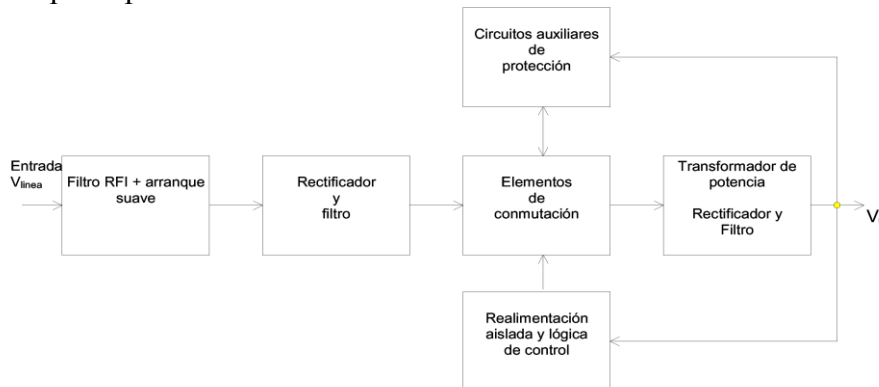 Circuitos auxiliares
de
protección
Entrada
Vlinea
Filtro RFI + arranque
suave
Rectificador
y
filtro
Elementos
de
conmutación
Transformador de
potencia
Rectificador y
Filtro
Realimentación
aislada y lógica
de control